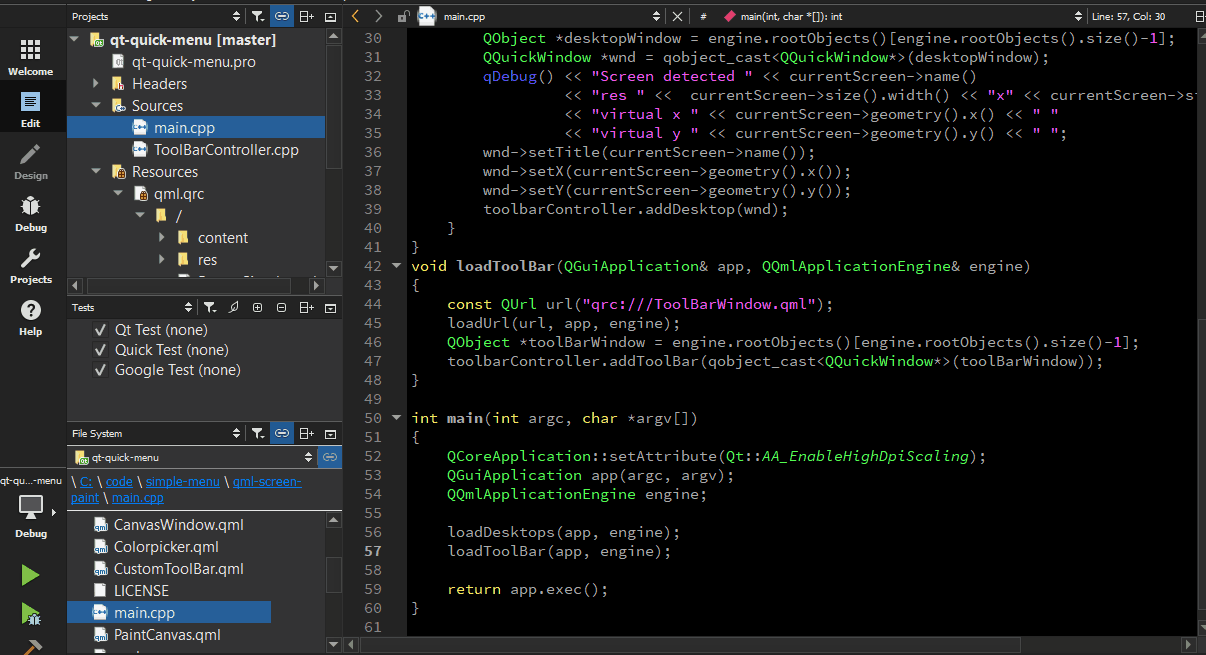 Projects
main.cpp
#
main(int, char *[]): int
Line: 57, Col: 30
Welcome
Edit
Design
Debug
Projects
Help
qt-qu...-menu
Debug
qt-quick-menu [master]
qt-quick-menu.pro
Headers
Sources
main.cpp
ToolBarController.cpp
Resources
qml.qrc
/
content
res
Tests
Qt Test (none)
Quick Test (none)
Google Test (none)
File System
qt-quick-menu
\ C: \ code \ simple-menu \ qml-screen-
paint \ main.cpp
CanvasWindow.qml
Colorpicker.qml
CustomToolBar.qml
LICENSE
main.cpp
PaintCanvas.qml
30 QObject *desktopWindow = engine.rootObjects()[engine.rootObjects().size()-1];
31 QQuickWindow *wnd = qobject_cast<QQuickWindow*>(desktopWindow);
32 qDebug() << "Screen detected " << currentScreen->name()
33 << "res " <<  currentScreen->size().width() << "x" << currentScreen->si
34 << "virtual x " << currentScreen->geometry().x() << " "
35 << "virtual y " << currentScreen->geometry().y() << " ";
36 wnd->setTitle(currentScreen->name());
37 wnd->setX(currentScreen->geometry().x());
38 wnd->setY(currentScreen->geometry().y());
39 toolbarController.addDesktop(wnd);
40 }
41 }
42 void loadToolBar(QGuiApplication& app, QQmlApplicationEngine& engine)
43 {
44 const QUrl url("qrc:///ToolBarWindow.qml");
45 loadUrl(url, app, engine);
46 QObject *toolBarWindow = engine.rootObjects()[engine.rootObjects().size()-1];
47 toolbarController.addToolBar(qobject_cast<QQuickWindow*>(toolBarWindow));
48 }
49
50 int main(int argc, char *argv[])
51 {
52 QCoreApplication::setAttribute(Qt::AA_EnableHighDpiScaling);
53 QGuiApplication app(argc, argv);
54 QQmlApplicationEngine engine;
55
56 loadDesktops(app, engine);
57 loadToolBar(app, engine);
58
59 return app.exec();
60 }
61